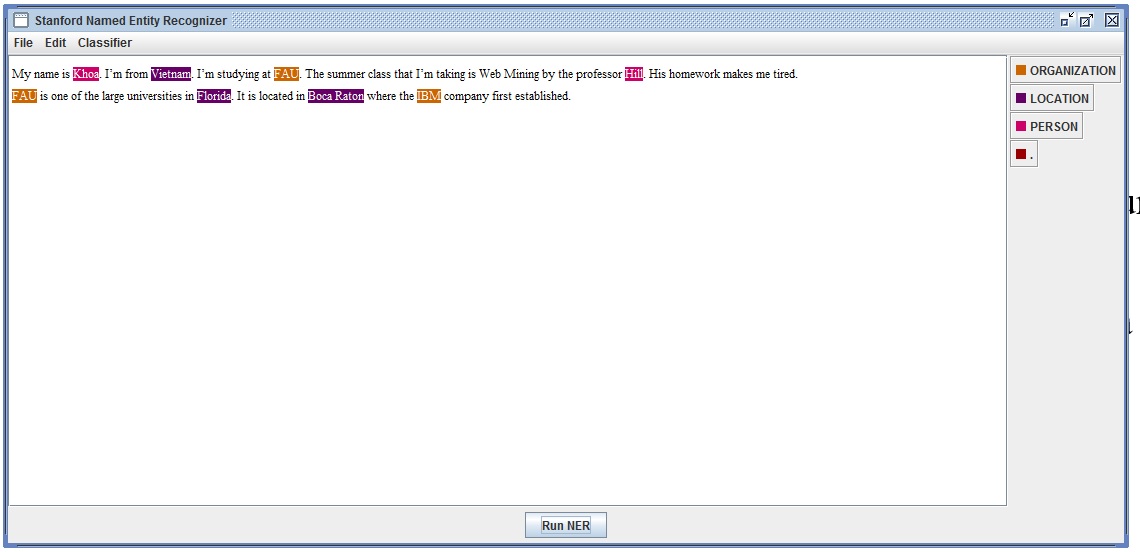 Stanford Named Entity Recognizer
File Edit Classifier
My name is Khoa. I’m from Vietnam. I’m studying at FAU. The summer class that I’m taking is Web Mining by the professor Hill. His homework makes me tired.
FAU is one of the large universities in Florida. It is located in Boca Raton where the IBM company first established.
ORGANIZATION
LOCATION
PERSON
.
Run NER